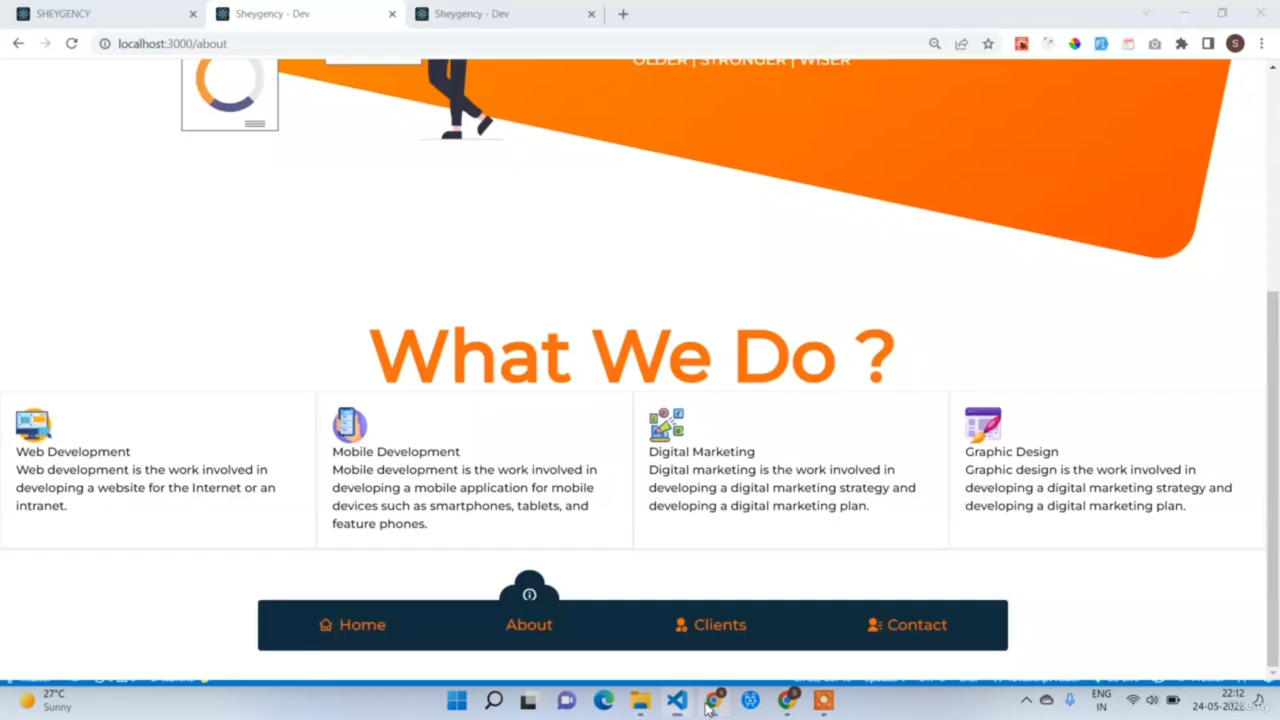 SHEYGENCY
Sheygency - Dev
Sheygency - Dev
localhost:3000/about
S
OLDER | STRONGER | WISER
What We Do ?
Web Development
Web development is the work involved in
developing a website for the Internet or an
intranet.
Mobile Development
Mobile development is the work involved in
developing a mobile application for mobile
devices such as smartphones, tablets, and
feature phones.
Digital Marketing
Digital marketing is the work involved in
developing a digital marketing strategy and
developing a digital marketing plan.
Graphic Design
Graphic design is the work involved in
developing a digital marketing strategy and
developing a digital marketing plan.
Home
About
Clients
Contact
27°C
Sunny
ENG
IN
22:12
24-05-2022